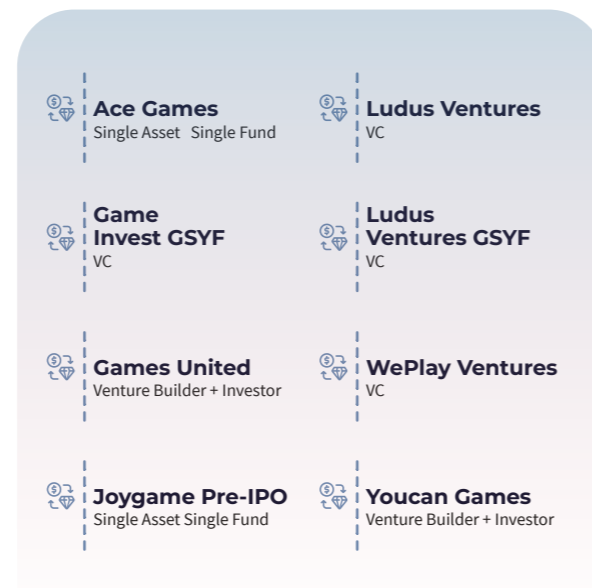 Ace Games
Single Asset   Single Fund
Ludus Ventures
VC
Game
Invest GSYF
VC
Ludus
Ventures GSYF
VC
Games United
Venture Builder + Investor
WePlay Ventures
VC
Joygame Pre-IPO
Single Asset Single Fund
Youcan Games
Venture Builder + Investor